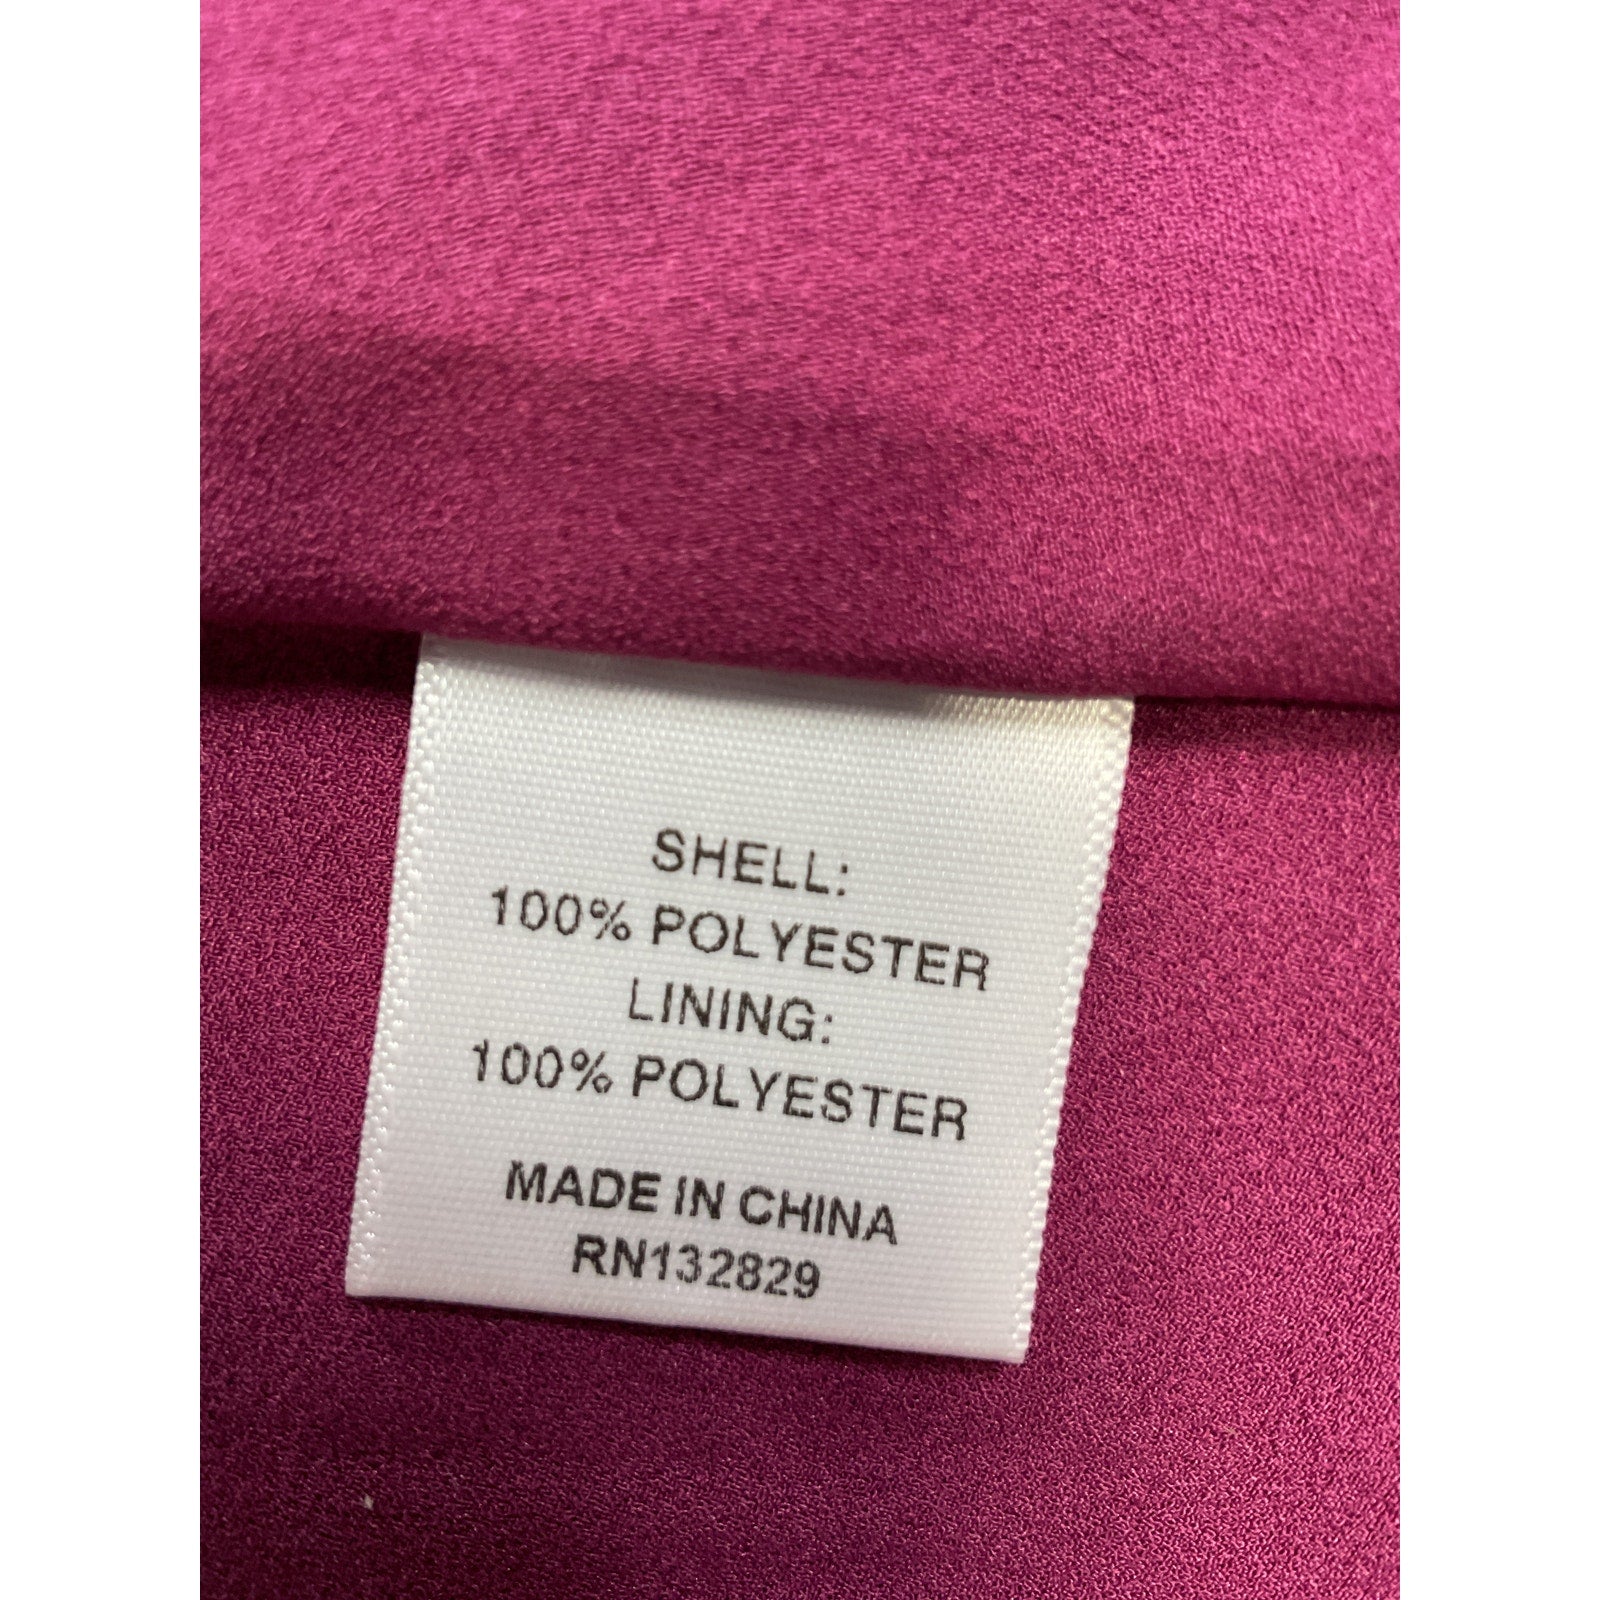 SHELL:
100% POLYESTER
LINING:
100% POLYESTER
MADE IN CHINA
RN132829